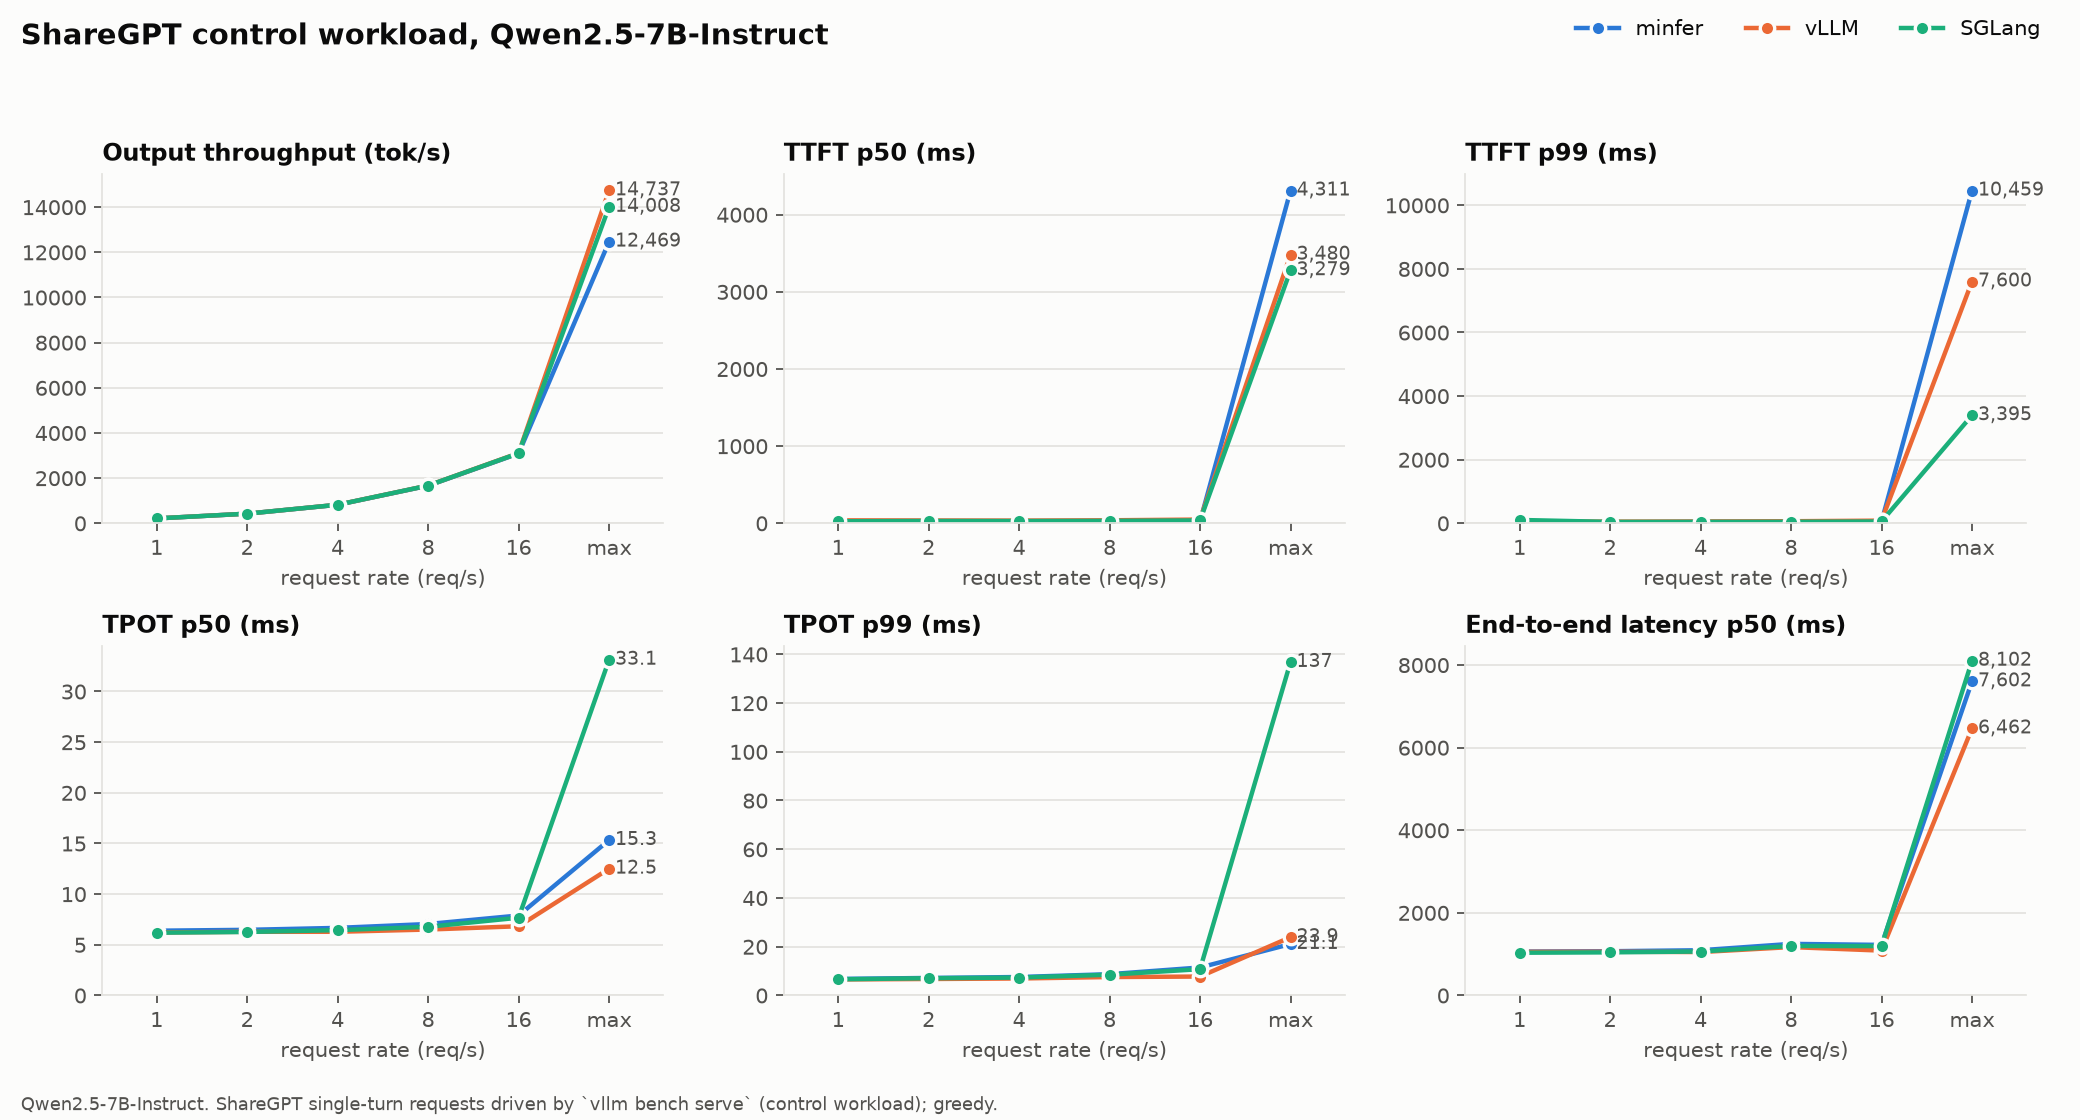 ShareGPT control workload, Qwen2.5-7B-Instruct
minfer
vLLM
SGLang
Output throughput (tok/s)
14000
12000
10000
8000
6000
4000
2000
0
14,737
14,008
12,469
1 2 4 8 16 max
request rate (req/s)
TTFT p50 (ms)
4000
3000
2000
1000
0
4,311
3,480
3,279
1 2 4 8 16 max
request rate (req/s)
TTFT p99 (ms)
10000
8000
6000
4000
2000
0
10,459
7,600
3,395
1 2 4 8 16 max
request rate (req/s)
TPOT p50 (ms)
30
25
20
15
10
5
0
33.1
15.3
12.5
1 2 4 8 16 max
request rate (req/s)
TPOT p99 (ms)
140
120
100
80
60
40
20
0
137
23.9
21.1
1 2 4 8 16 max
request rate (req/s)
End-to-end latency p50 (ms)
8000
6000
4000
2000
0
8,102
7,602
6,462
1 2 4 8 16 max
request rate (req/s)
Qwen2.5-7B-Instruct. ShareGPT single-turn requests driven by `vllm bench serve` (control workload); greedy.